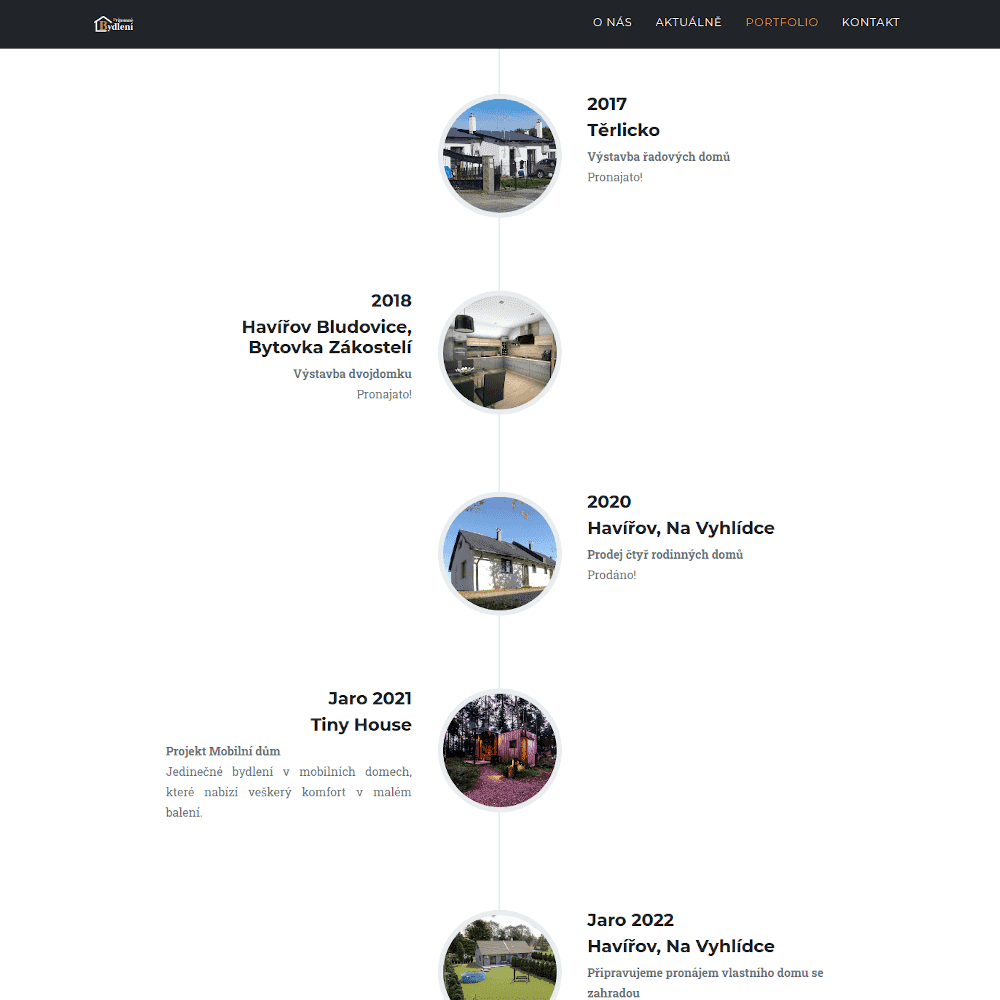 Příjemné
Bydlení
O NÁS
AKTUÁLNĚ
PORTFOLIO
KONTAKT
2017
Těrlicko
Výstavba řadových domů
Pronajato!
2018
Havířov Bludovice,
Bytovka Zákostelí
Výstavba dvojdomku
Pronajato!
2020
Havířov, Na Vyhlídce
Prodej čtyř rodinných domů
Prodáno!
Jaro 2021
Tiny House
Projekt Mobilní dům
Jedinečné bydlení v mobilních domech,
které nabízí veškerý komfort v malém
balení.
Jaro 2022
Havířov, Na Vyhlídce
Připravujeme pronájem vlastního domu se
zahradou